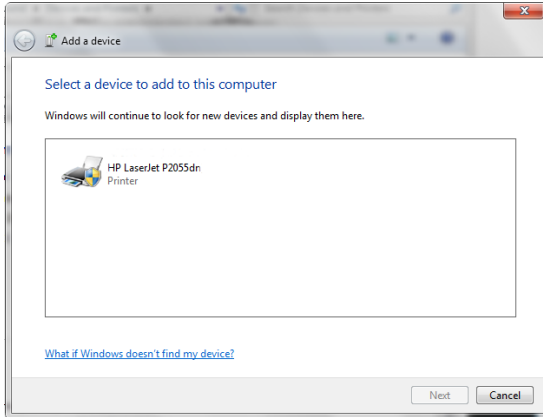 Add a device
Select a device to add to this computer
Windows will continue to look for new devices and display them here.
HP LaserJet P2055dn
Printer
What if Windows doesn't find my device?
Next
Cancel